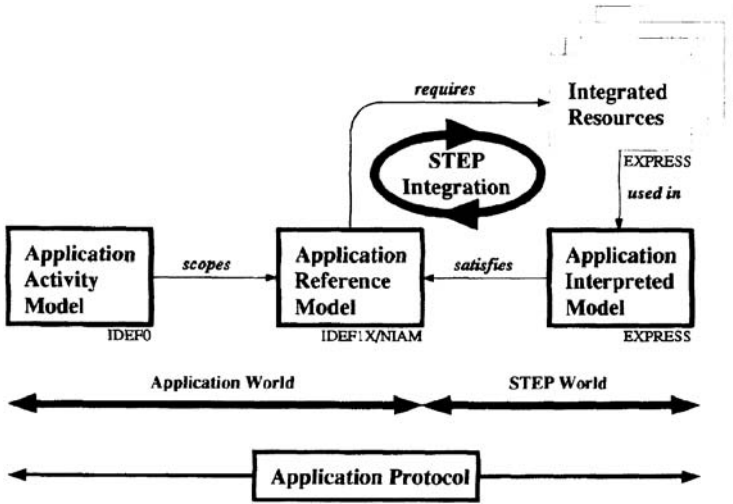 requires
Integrated
Resources
STEP
Integration
EXPRESS
used in
Application
Activity
Model
scopes
Application
Reference
Model
satisfies
Application
Interpreted Model
IDEF0
IDEF1X/NIAM
EXPRESS
Application World
STEP World
Application Protocol